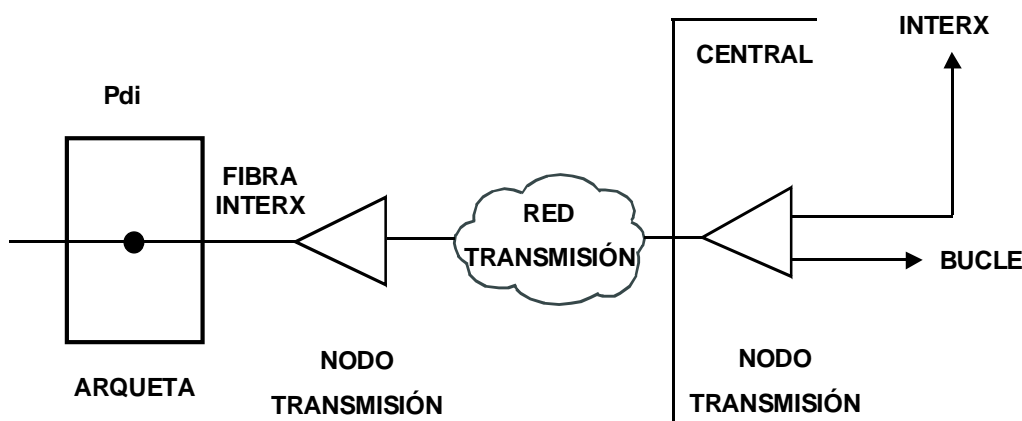 Pdi
ARQUETA
FIBRA
INTERX
NODO
TRANSMISIÓN
RED
TRANSMISIÓN
CENTRAL
INTERX
BUCLE
NODO
TRANSMISIÓN